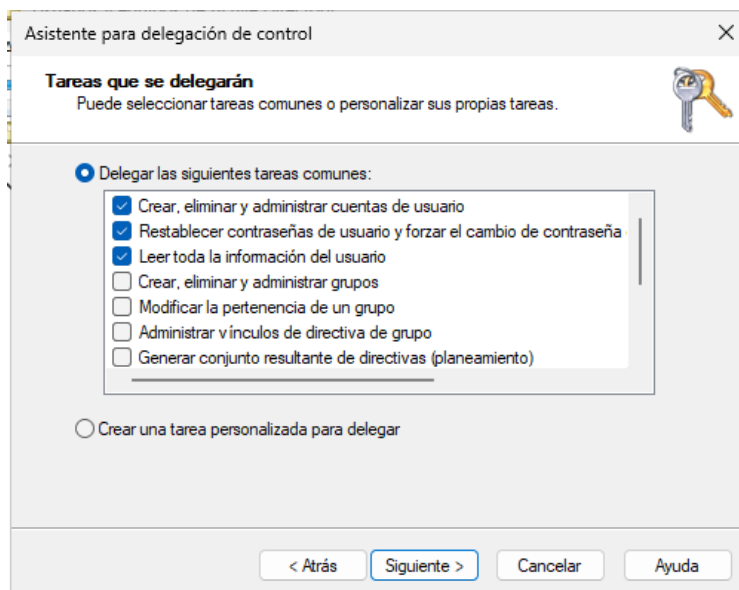 Asistente para delegación de control
Tareas que se delegarán
Puede seleccionar tareas comunes o personalizar sus propias tareas.
Delegar las siguientes tareas comunes:
Crear, eliminar y administrar cuentas de usuario
Restablecer contraseñas de usuario y forzar el cambio de contraseña
Leer toda la información del usuario
Crear, eliminar y administrar grupos
Modificar la pertenencia de un grupo
Administrar vínculos de directiva de grupo
Generar conjunto resultante de directivas (planeamiento)
Crear una tarea personalizada para delegar
< Atrás
Siguiente >
Cancelar
Ayuda